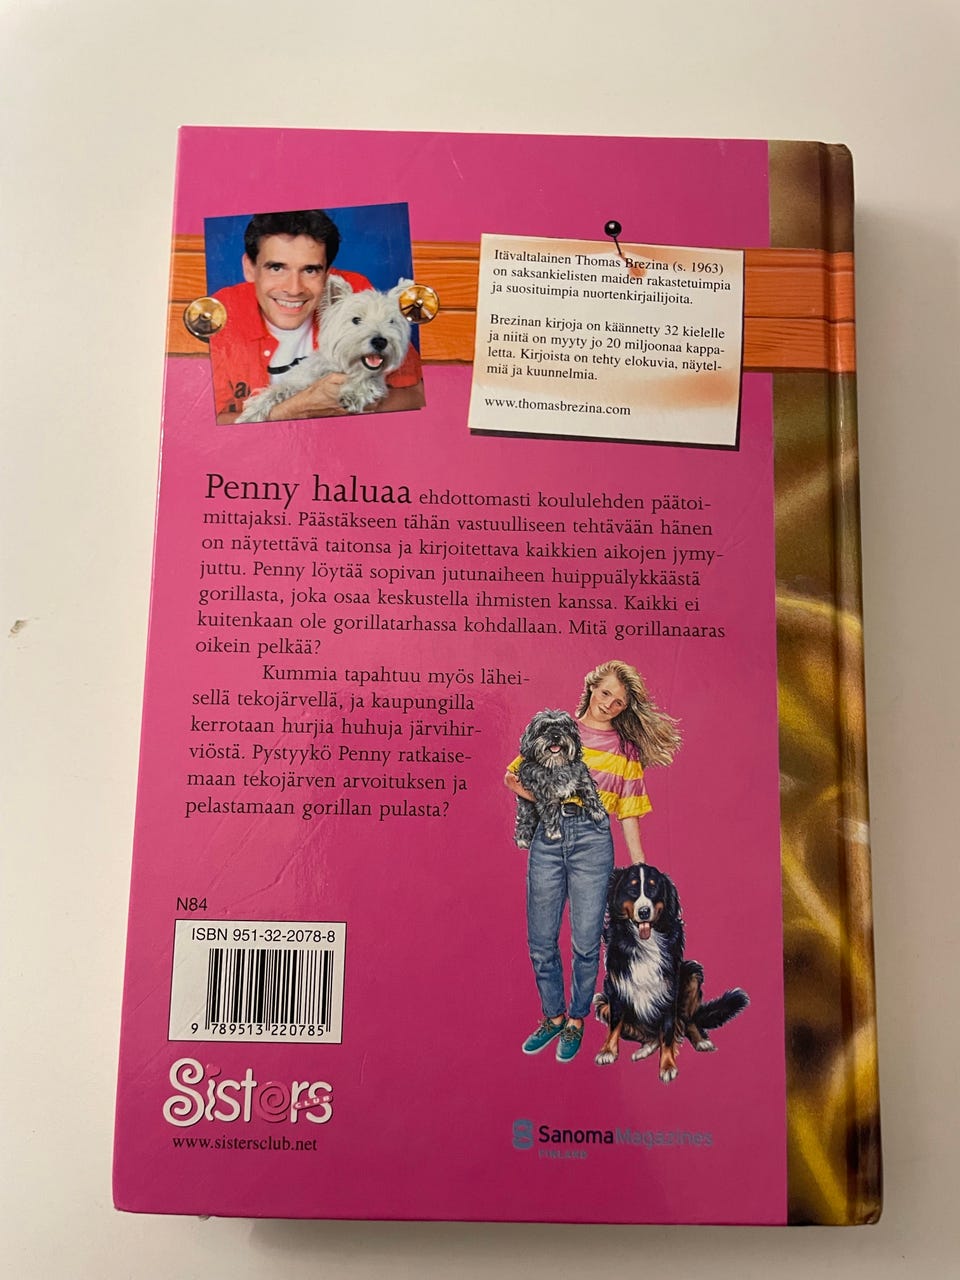 Itävaltalainen Thomas Brezina (s. 1963)
on saksankielisten maiden rakastetuimpia
ja suosituimpia nuortenkirjailijoita.
Brezinan kirjoja on käännetty 32 kielelle
ja niitä on myyty jo 20 miljoonaa kappa-
letta. Kirjoista on tehty elokuvia, näytel-
miä ja kuunnelmia.
www.thomasbrezina.com
Penny haluaa ehdottomasti koululehden päätoi-
mittajaksi. Päästäkseen tähän vastuulliseen tehtävään hänen
on näytettävä taitonsa ja kirjoitettava kaikkien aikojen jymy-
juttu. Penny löytää sopivan jutunaiheen huippuälykkäästä
gorillasta, joka osaa keskustella ihmisten kanssa. Kaikki ei
kuitenkaan ole gorillatarhassa kohdallaan. Mitä gorillanaaras
oikein pelkää?
Kummia tapahtuu myös lähei-
sellä tekojärvellä, ja kaupungilla
kerrotaan hurjia huhuja järvihir-
viöstä. Pystyykö Penny ratkaise-
maan tekojärven arvoituksen ja
pelastamaan gorillan pulasta?
N84
ISBN 951-32-2078-8
9 789513 220785
Sisters
CLUB
www.sistersclub.net
SanomaMagazines
FINLAND